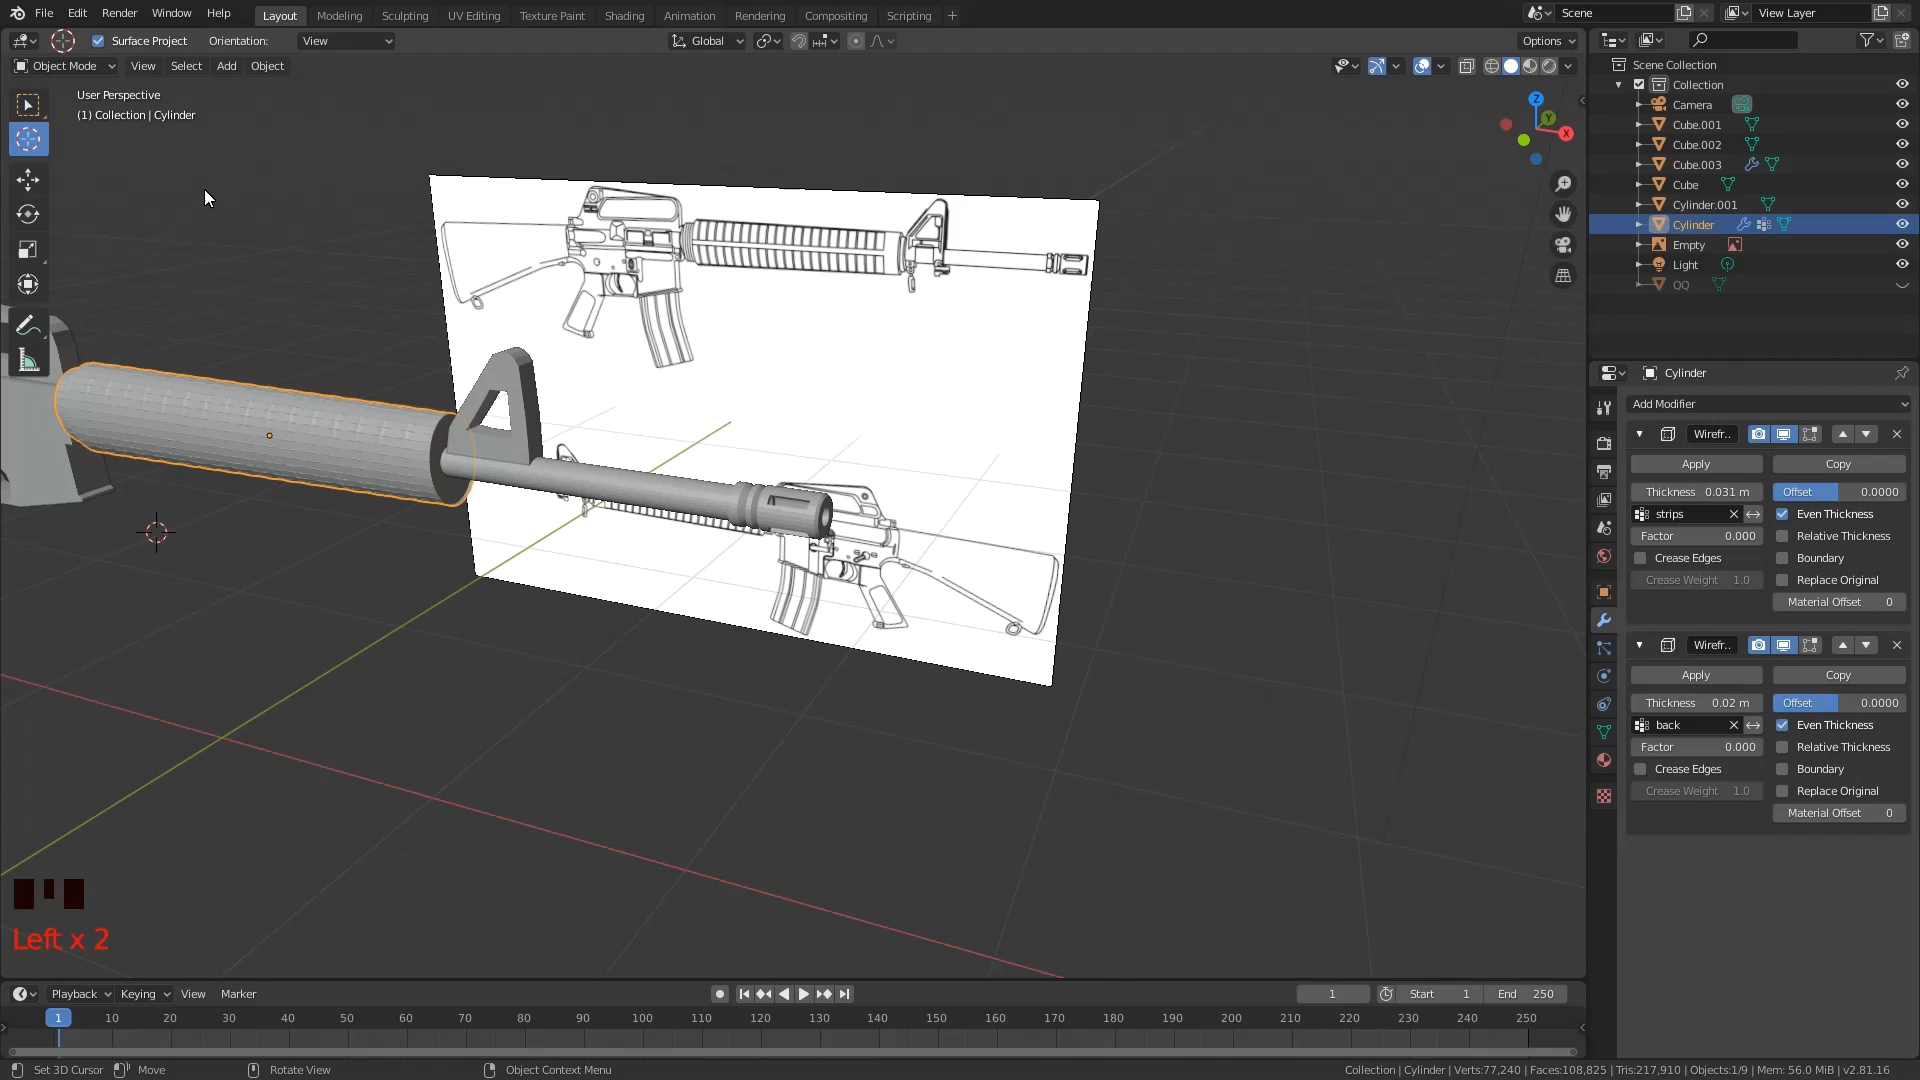 File Edit Render Window Help
Layout Modeling Sculpting UV Editing Texture Paint Shading Animation Rendering Compositing Scripting +
Scene View Layer
Surface Project Orientation: View Global Options
Object Mode View Select Add Object
User Perspective
(1) Collection | Cylinder
Z
Y
X
Left x 2
Scene Collection
Collection
Camera
Cube.001
Cube.002
Cube.003
Cube
Cylinder.001
Cylinder
Empty
Light
QQ
Cylinder
Add Modifier
Wirefr..
Apply Copy
Thickness 0.031 m Offset 0.0000
strips Even Thickness
Factor 0.000 Relative Thickness
Crease Edges Boundary
Crease Weight 1.0 Replace Original
Material Offset 0
Wirefr..
Apply Copy
Thickness 0.02 m Offset 0.0000
back Even Thickness
Factor 0.000 Relative Thickness
Crease Edges Boundary
Crease Weight 1.0 Replace Original
Material Offset 0
Playback Keying View Marker 1 Start 1 End 250
1 10 20 30 40 50 60 70 80 90 100 110 120 130 140 150 160 170 180 190 200 210 220 230 240 250
Set 3D Cursor Move Rotate View Object Context Menu Collection | Cylinder | Verts:77,240 | Faces:108,825 | Tris:217,910 | Objects:1/9 | Mem: 56.0 MiB | v2.81.16